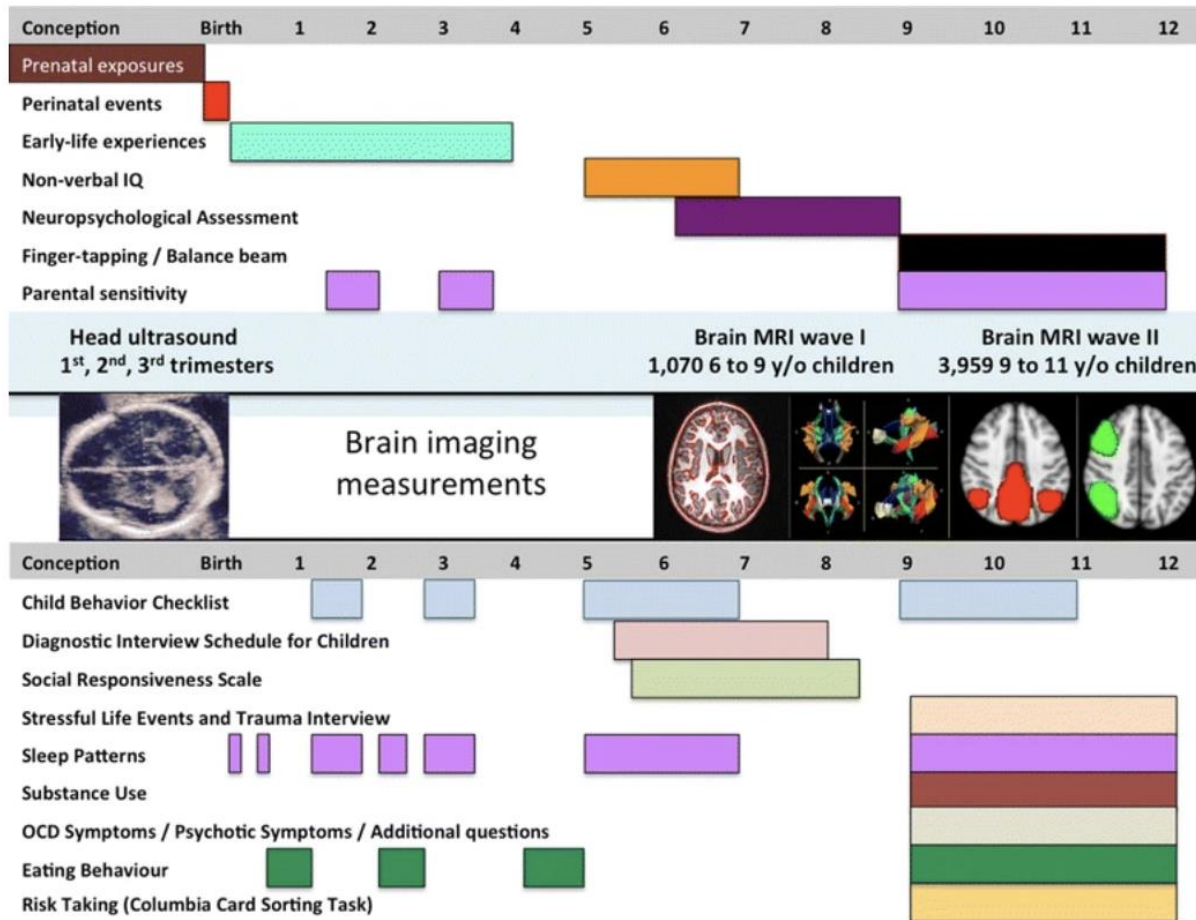 Conception Birth 1 2 3 4 5 6 7 8 9 10 11 12
Prenatal exposures
Perinatal events
Early-life experiences
Non-verbal IQ
Neuropsychological Assessment
Finger-tapping / Balance beam
Parental sensitivity
Head ultrasound
1st, 2nd, 3rd trimesters
Brain MRI wave I
1,070 6 to 9 y/o children
Brain MRI wave II
3,959 9 to 11 y/o children
Brain imaging
measurements
Conception Birth 1 2 3 4 5 6 7 8 9 10 11 12
Child Behavior Checklist
Diagnostic Interview Schedule for Children
Social Responsiveness Scale
Stressful Life Events and Trauma Interview
Sleep Patterns
Substance Use
OCD Symptoms / Psychotic Symptoms / Additional questions
Eating Behaviour
Risk Taking (Columbia Card Sorting Task)